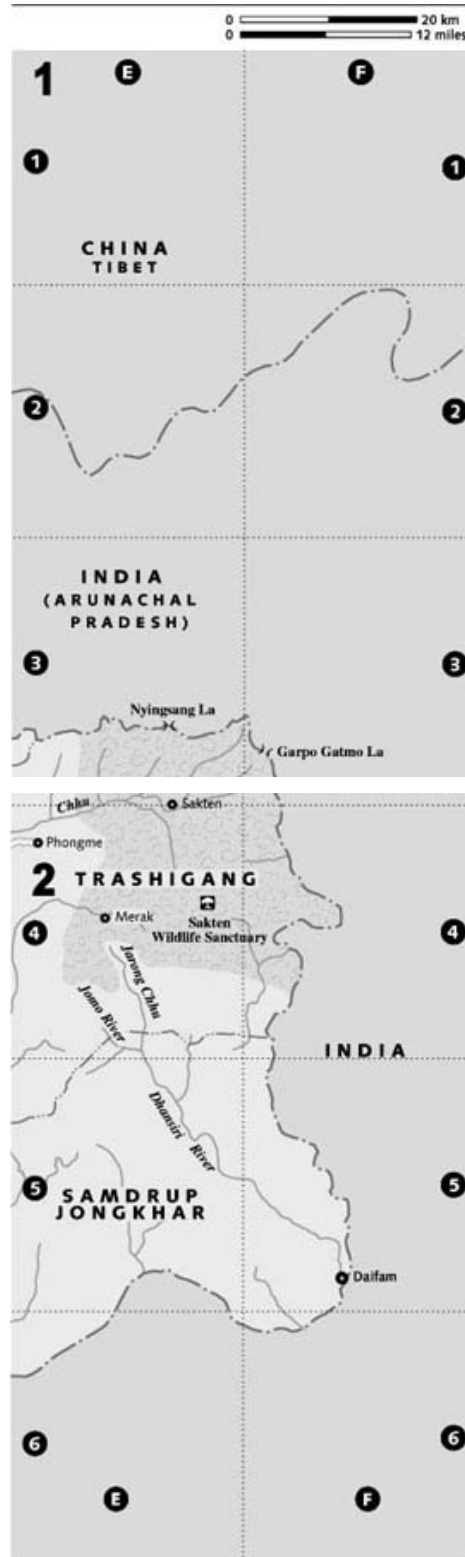 0 20 km
0 12 miles
1
E
F
1
1
CHINA
TIBET
2
2
INDIA
(ARUNACHAL
PRADESH)
3
3
Nyingsang La
Garpo Gatmo La
Chhu
Sakten
Phongme
2
TRASHIGANG
Merak
Sakten
Wildlife Sanctuary
4
4
Jarong Chhu
Jomo River
INDIA
Dhansiri River
5
5
SAMDRUP
JONGKHAR
Daifam
6
6
E
F